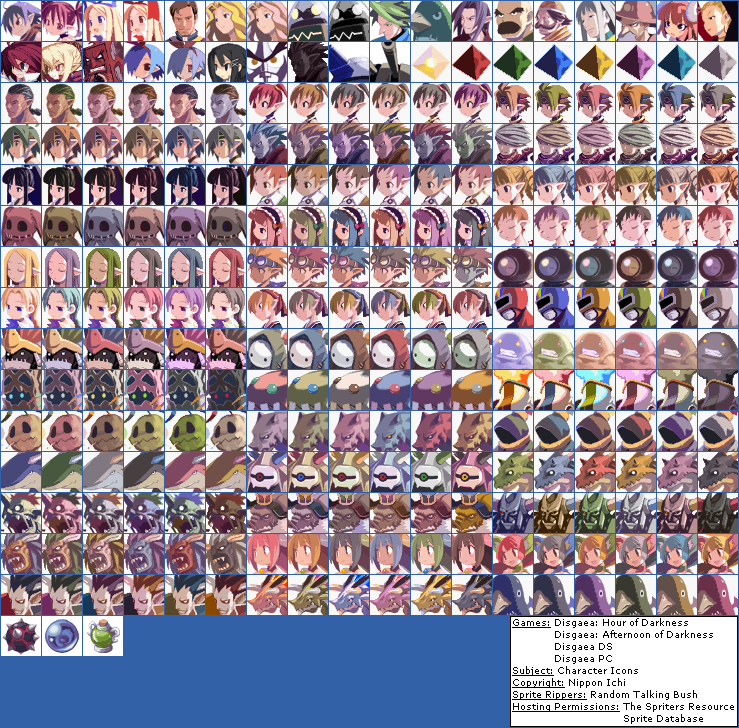 Games: Disgaea: Hour of Darkness
Disgaea: Afternoon of Darkness
Disgaea DS
Disgaea PC
Subject: Character Icons
Copyright: Nippon Ichi
Sprite Rippers: Random Talking Bush
Hosting Permissions: The Spriters Resource
Sprite Database